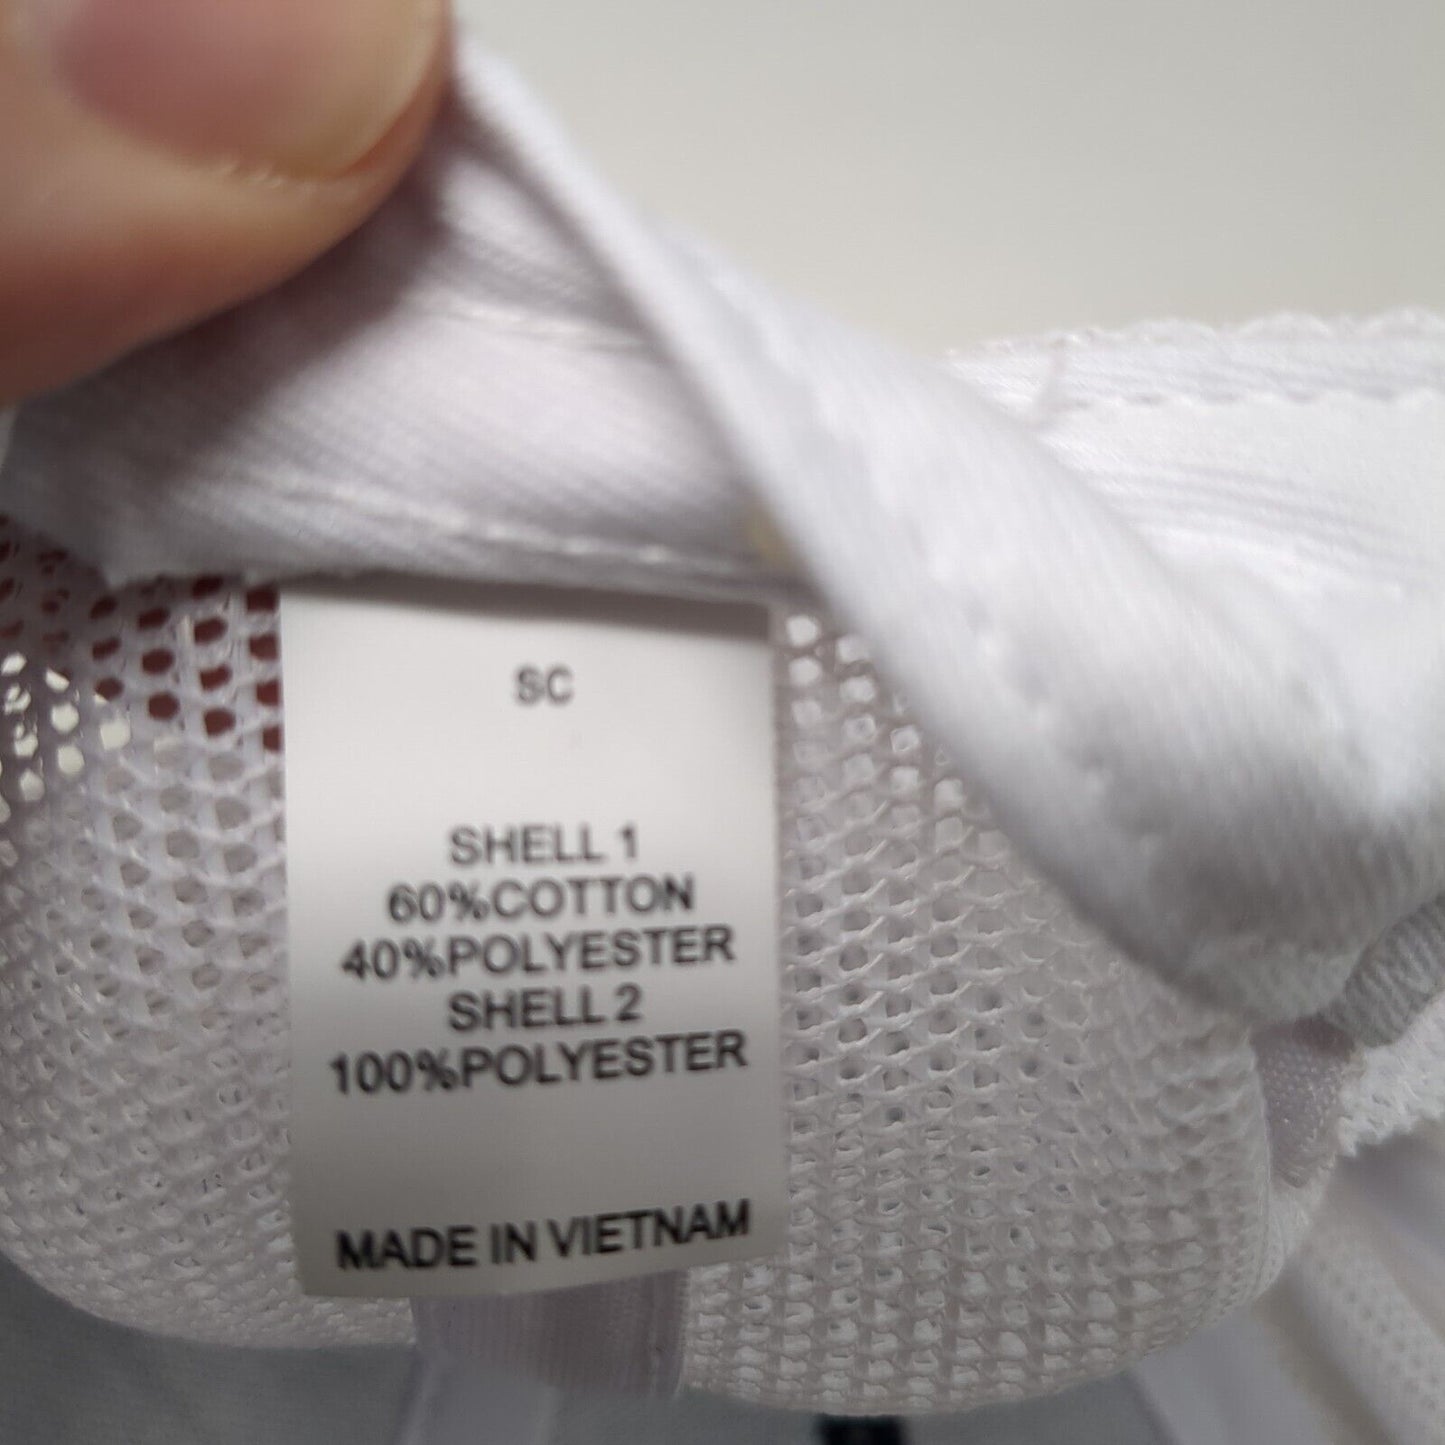 SC
SHELL 1
60%COTTON
40%POLYESTER
SHELL 2
100%POLYESTER
MADE IN VIETNAM